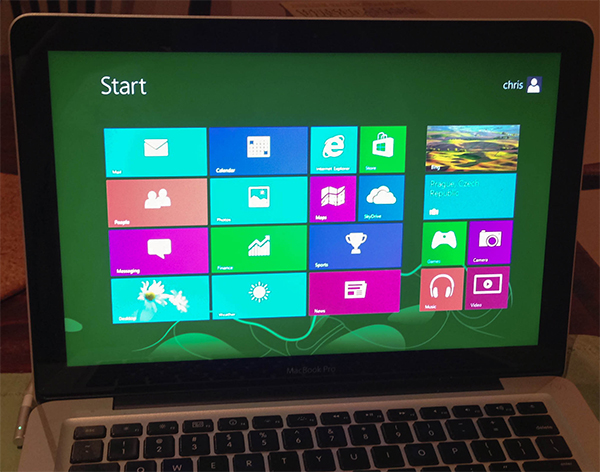 Start
chris
Mail
Calendar
Internet Explorer
Store
Bing
People
Photos
Maps
SkyDrive
Prague, Czech
Republic
Messaging
Finance
Sports
Games
Camera
Desktop
Weather
News
Music
Video
MacBook Pro